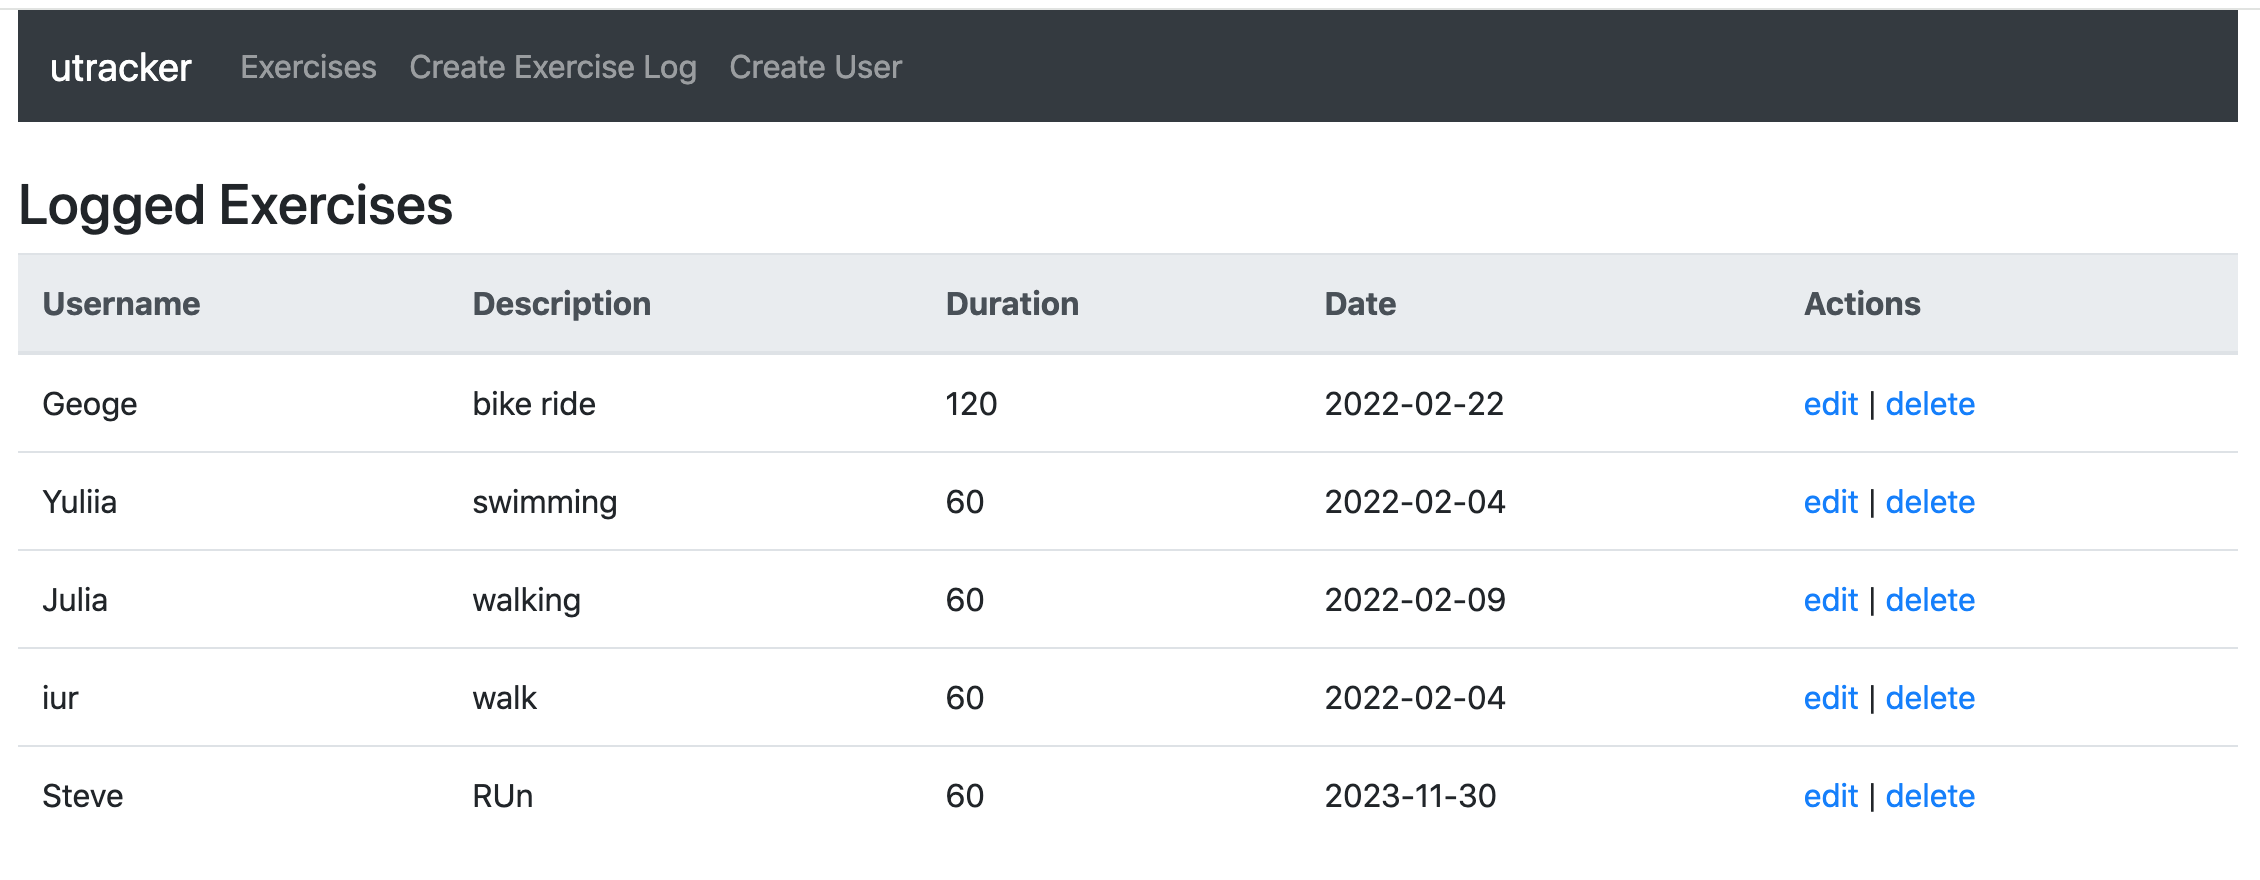 utracker Exercises Create Exercise Log Create User
Logged Exercises
Username Description Duration Date Actions
Geoge bike ride 120 2022-02-22 edit | delete
Yuliia swimming 60 2022-02-04 edit | delete
Julia walking 60 2022-02-09 edit | delete
iur walk 60 2022-02-04 edit | delete
Steve RUn 60 2023-11-30 edit | delete